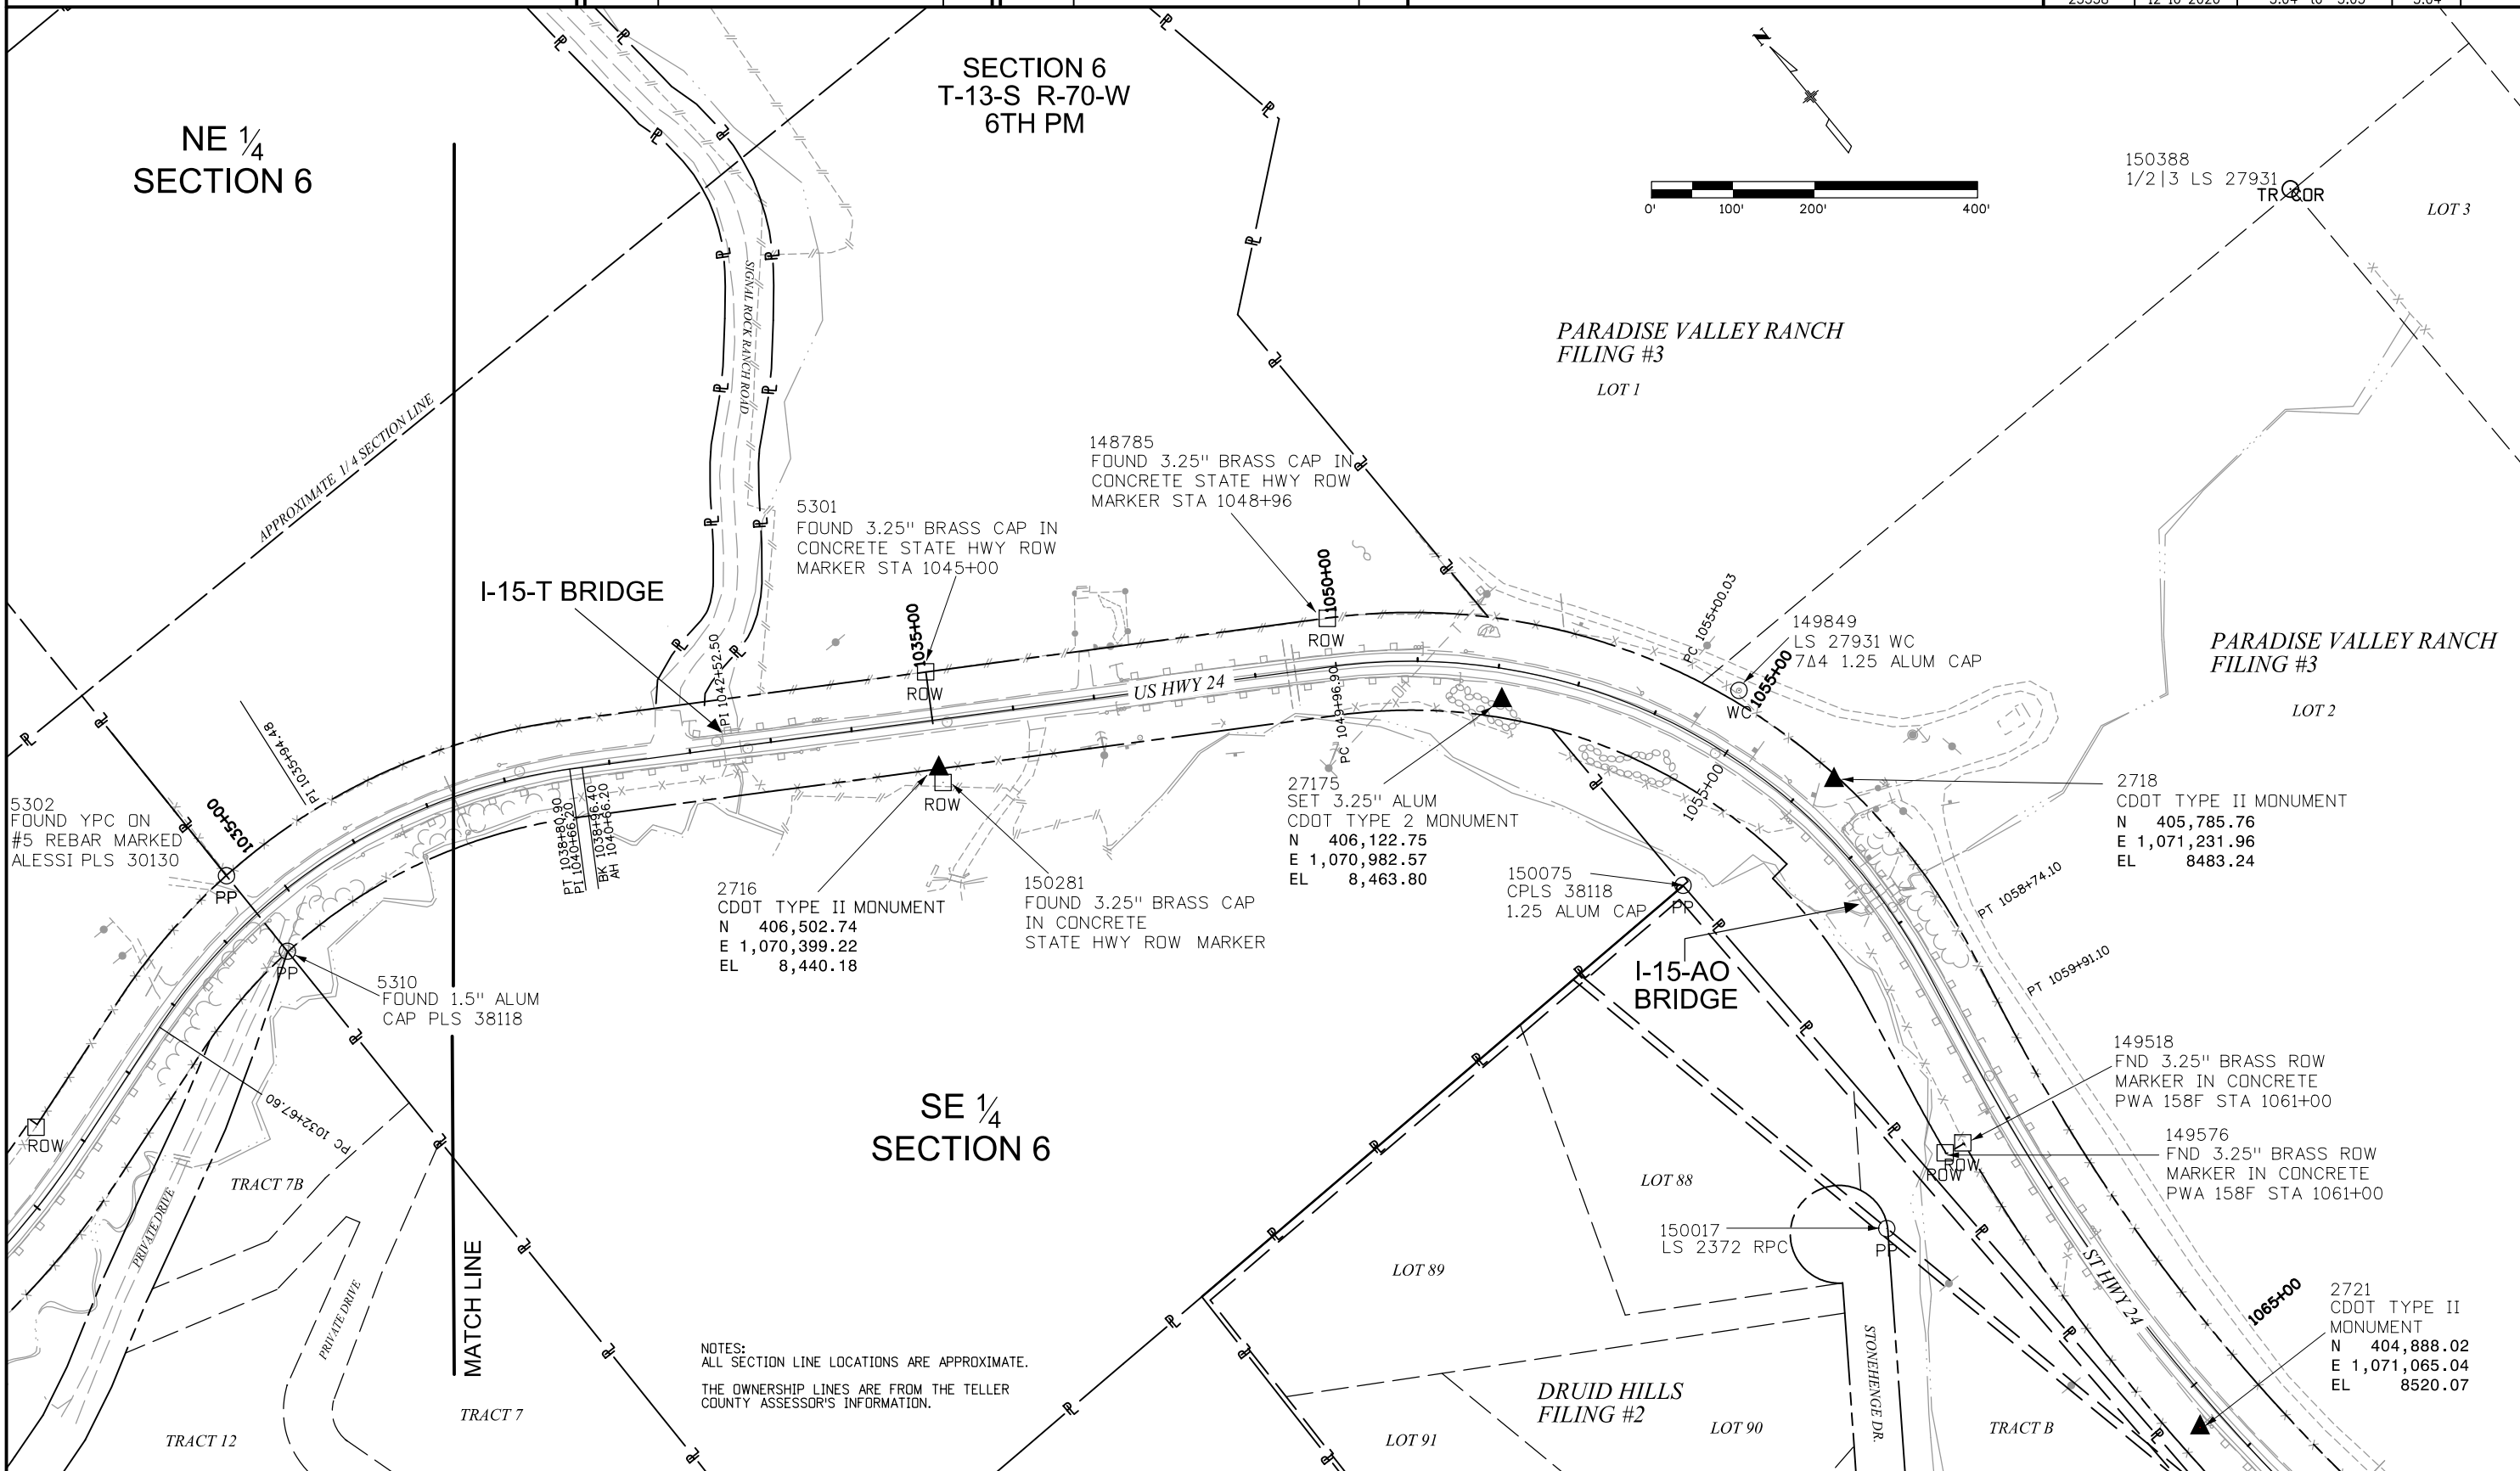 NE 1/4
SECTION 6
SECTION 6
T-13-S R-70-W
6TH PM
N
0' 100' 200' 400'
150388
1/2|3 LS 27931
TR COR
LOT 3
SIGNAL ROCK RANCH ROAD
PARADISE VALLEY RANCH
FILING #3
LOT 1
APPROXIMATE 1/4 SECTION LINE
148785
FOUND 3.25" BRASS CAP IN
CONCRETE STATE HWY ROW
MARKER STA 1048+96
5301
FOUND 3.25" BRASS CAP IN
CONCRETE STATE HWY ROW
MARKER STA 1045+00
I-15-T BRIDGE
1035+00
ROW
1050+00
ROW
PI 1042+52.50
US HWY 24
PC 1049+96.90
PC 1055+00.03
149849
LS 27931 WC
7Δ4 1.25 ALUM CAP
1055+00
WC
PARADISE VALLEY RANCH
FILING #3
LOT 2
PI 1035+94.48
1035+00
5302
FOUND YPC ON
#5 REBAR MARKED
ALESSI PLS 30130
PP
PT 1038+80.90
PI 1040+66.20
BK 1038+96.40
AH 1040+66.20
ROW
2716
CDOT TYPE II MONUMENT
N 406,502.74
E 1,070,399.22
EL 8,440.18
150281
FOUND 3.25" BRASS CAP
IN CONCRETE
STATE HWY ROW MARKER
27175
SET 3.25" ALUM
CDOT TYPE 2 MONUMENT
N 406,122.75
E 1,070,982.57
EL 8,463.80
1055+00
2718
CDOT TYPE II MONUMENT
N 405,785.76
E 1,071,231.96
EL 8483.24
150075
CPLS 38118
1.25 ALUM CAP
PP
PT 1058+74.10
PT 1059+91.10
I-15-AO
BRIDGE
PP
5310
FOUND 1.5" ALUM
CAP PLS 38118
PC 1032+67.60
ROW
SE 1/4
SECTION 6
149518
FND 3.25" BRASS ROW
MARKER IN CONCRETE
PWA 158F STA 1061+00
149576
FND 3.25" BRASS ROW
MARKER IN CONCRETE
PWA 158F STA 1061+00
ROW
ROW
TRACT 7B
PRIVATE DRIVE
PRIVATE DRIVE
MATCH LINE
LOT 88
150017
LS 2372 RPC
PP
LOT 89
ST HWY 24
1065+00
2721
CDOT TYPE II
MONUMENT
N 404,888.02
E 1,071,065.04
EL 8520.07
NOTES:
ALL SECTION LINE LOCATIONS ARE APPROXIMATE.
THE OWNERSHIP LINES ARE FROM THE TELLER
COUNTY ASSESSOR'S INFORMATION.
STONEHENGE DR.
DRUID HILLS
FILING #2
TRACT 7
TRACT 12
LOT 91
LOT 90
TRACT B